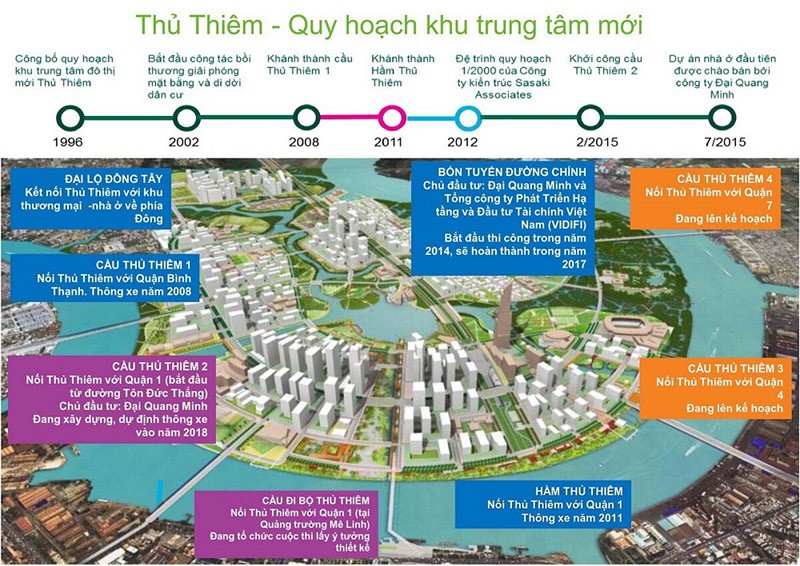 Thủ Thiêm - Quy hoạch khu trung tâm mới
Công bố quy hoạch
khu trung tâm đô thị
mới Thủ Thiêm
Bắt đầu công tác bồi
thương giải phóng
mặt bằng và di dời
dân cư
Khánh thành cầu
Thủ Thiêm 1
Khánh thành
Hầm Thủ
Thiêm
Đệ trình quy hoạch
1/2000 của Công
ty kiến trúc Sasaki
Associates
Khởi công cầu
Thủ Thiêm 2
Dự án nhà ở đầu tiên
được chào bán bởi
công ty Đại Quang
Minh
1996
2002
2008
2011
2012
2/2015
7/2015
ĐẠI LỘ ĐÔNG TÂY
Kết nối Thủ Thiêm với khu
thương mại -nhà ở về phía
Đông
BỐN TUYẾN ĐƯỜNG CHÍNH
Chủ đầu tư: Đại Quang Minh và
Tổng công ty Phát Triển Hạ
tầng và Đầu tư Tài chính Việt
Nam (VIDIFI)
Bắt đầu thi công trong năm
2014, sẽ hoàn thành trong năm
2017
CẦU THỦ THIÊM 4
Nối Thủ Thiêm với Quận
7
Đang lên kế hoạch
CẦU THỦ THIÊM 1
Nối Thủ Thiêm với Quận Bình
Thạnh. Thông xe năm 2008
CẦU THỦ THIÊM 2
Nối Thủ Thiêm với Quận 1 (bắt đầu
từ đường Tôn Đức Thắng)
Chủ đầu tư: Đại Quang Minh
Đang xây dựng, dự định thông xe
vào năm 2018
CẦU THỦ THIÊM 3
Nối Thủ Thiêm với Quận
4
Đang lên kế hoạch
CẦU ĐI BỘ THỦ THIÊM
Nối Thủ Thiêm với Quận 1 (tại
Quảng trường Mê Linh)
Đang tổ chức cuộc thi lấy ý tưởng
thiết kế
HẦM THỦ THIÊM
Nối Thủ Thiêm với Quận 1
Thông xe năm 2011